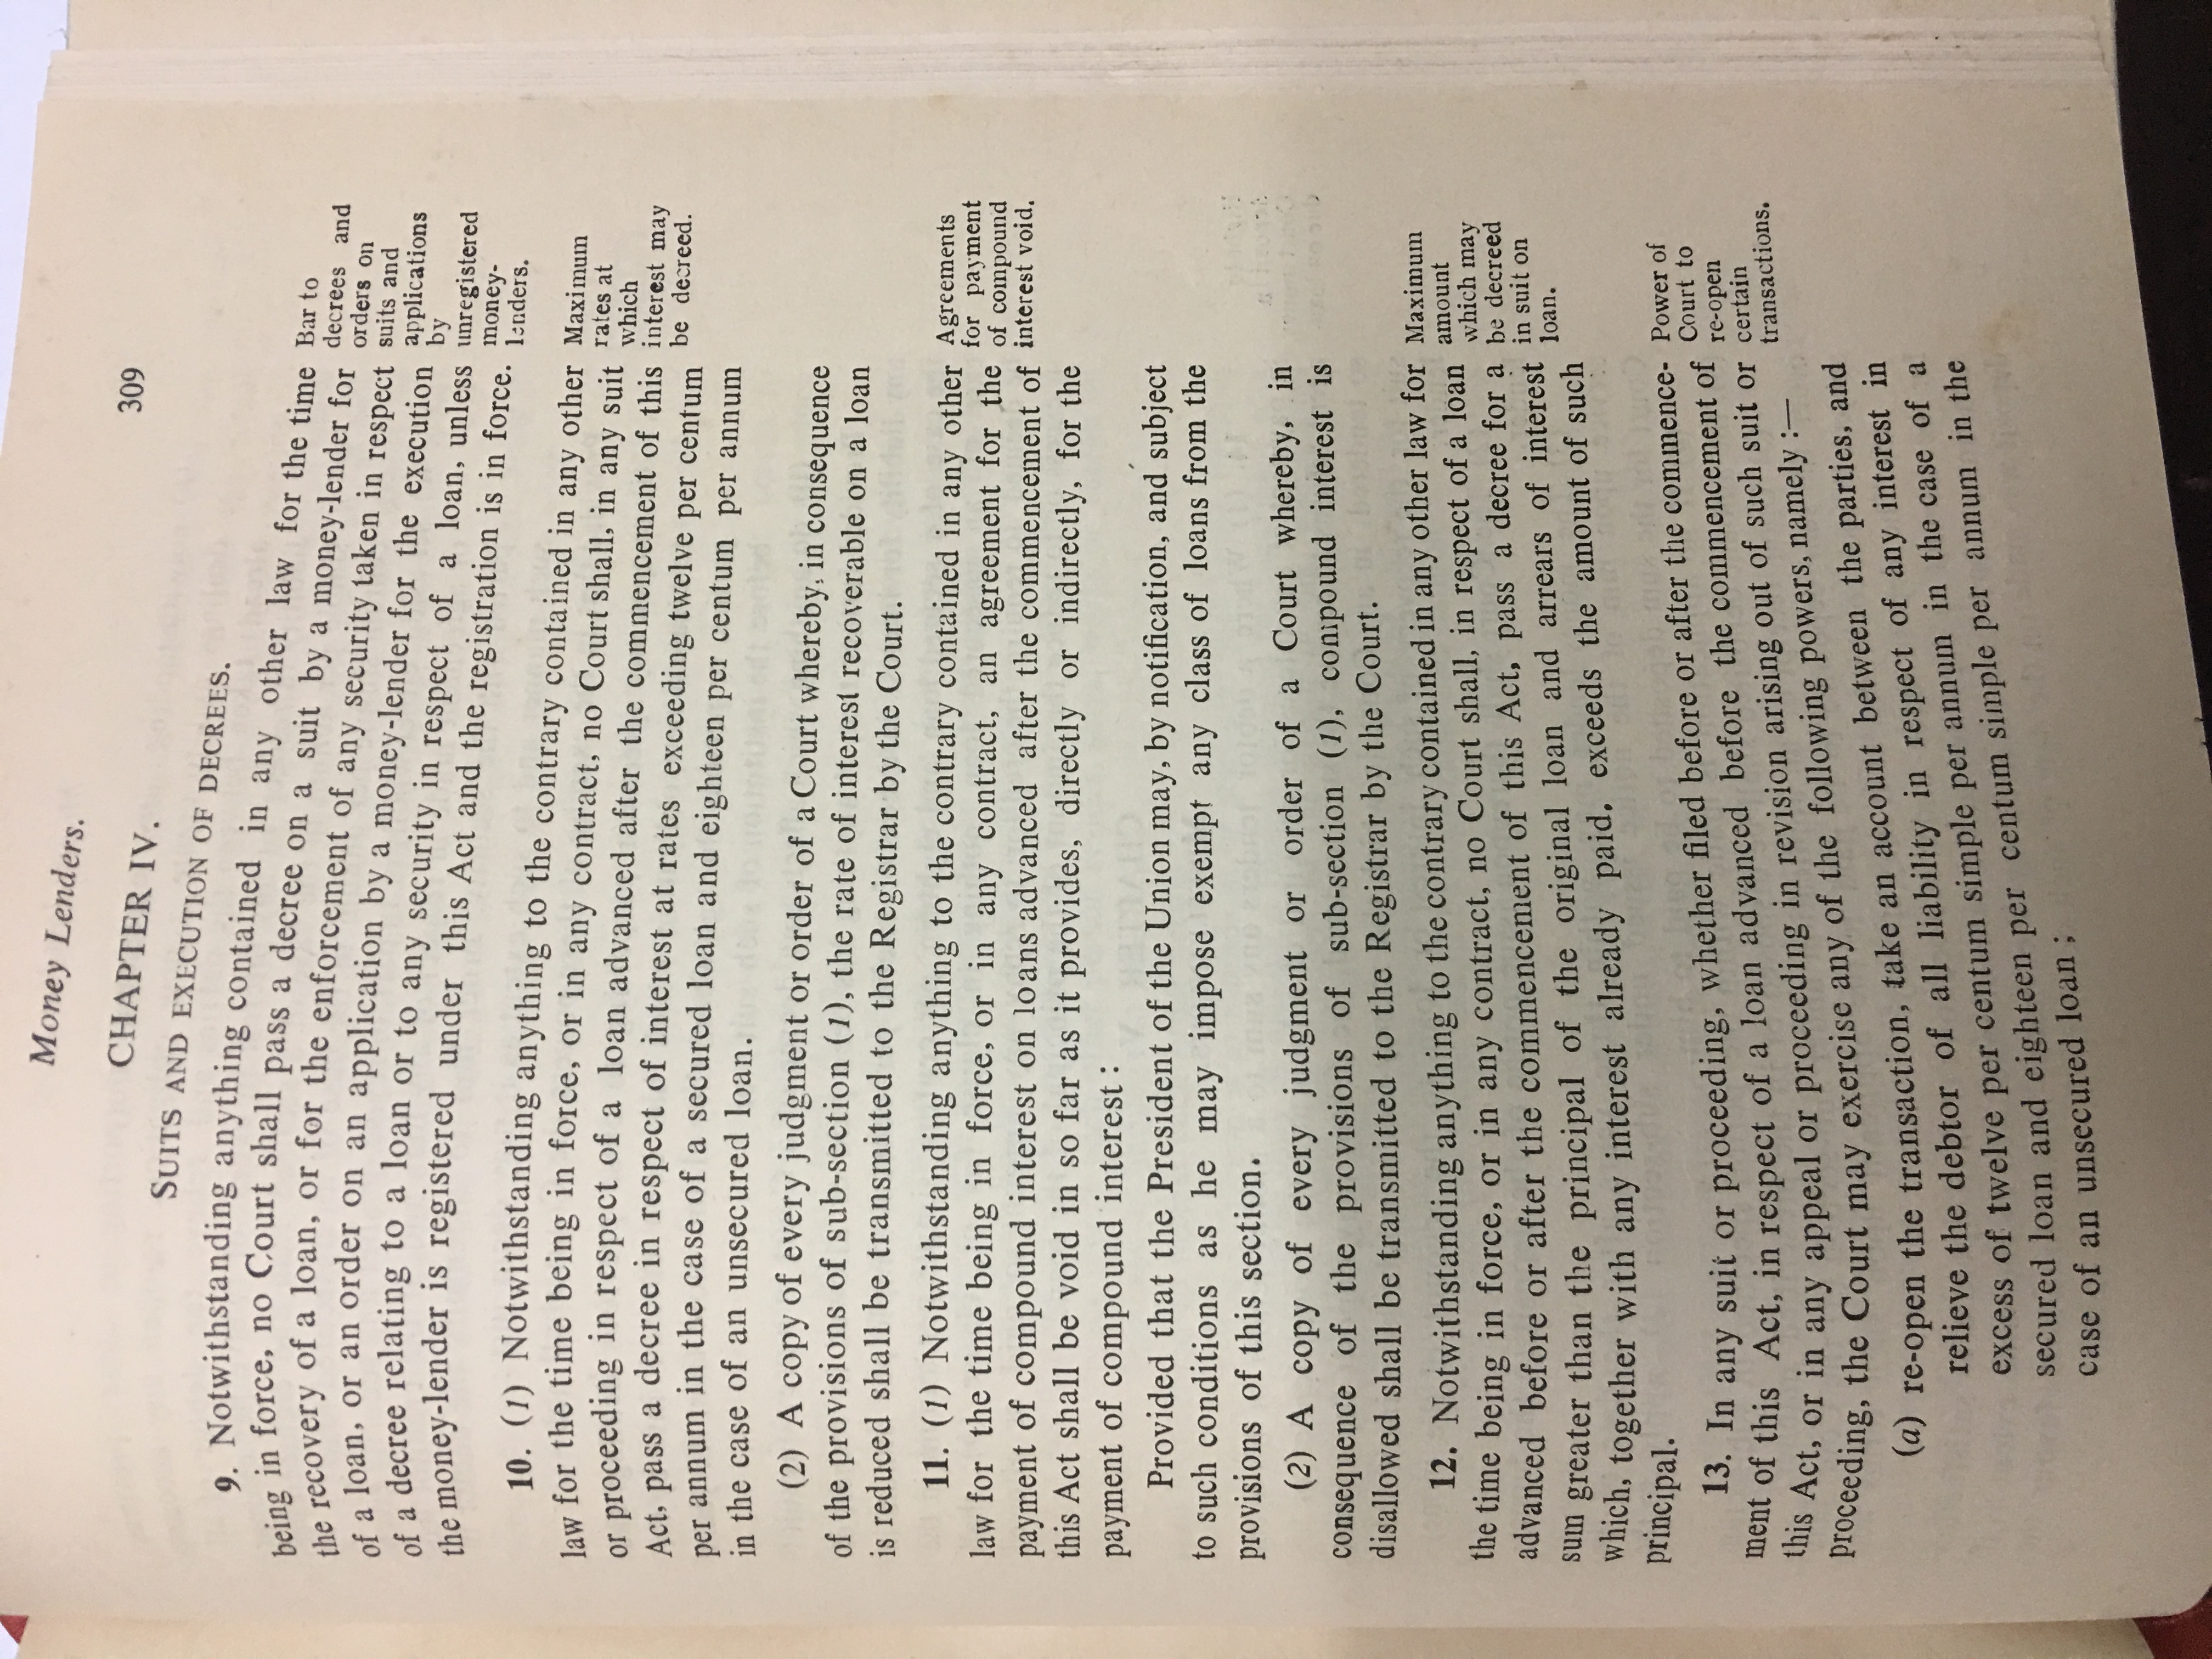 Money Lenders.
309
CHAPTER IV.
SUITS AND EXECUTION OF DECREES.
9. Notwithstanding anything contained in any other law for the time
being in force, no Court shall pass a decree on a suit by a money-lender for
the recovery of a loan, or for the enforcement of any security taken in respect
of a loan, or an order on an application by a money-lender for the execution
of a decree relating to a loan or to any security in respect of a loan, unless
the money-lender is registered under this Act and the registration is in force.
Bar to
decrees and
orders on
suits and
applications
by
unregistered
money-
lenders.
10. (1) Notwithstanding anything to the contrary contained in any other
law for the time being in force, or in any contract, no Court shall, in any suit
or proceeding in respect of a loan advanced after the commencement of this
Act, pass a decree in respect of interest at rates exceeding twelve per centum
per annum in the case of a secured loan and eighteen per centum per annum
in the case of an unsecured loan.
Maximum
rates at
which
interest may
be decreed.
(2) A copy of every judgment or order of a Court whereby, in consequence
of the provisions of sub-section (1), the rate of interest recoverable on a loan
is reduced shall be transmitted to the Registrar by the Court.
11. (1) Notwithstanding anything to the contrary contained in any other
law for the time being in force, or in any contract, an agreement for the
payment of compound interest on loans advanced after the commencement of
this Act shall be void in so far as it provides, directly or indirectly, for the
payment of compound interest :
Agreements
for payment
of compound
interest void.
Provided that the President of the Union may, by notification, and subject
to such conditions as he may impose exempt any class of loans from the
provisions of this section.
(2) A copy of every judgment or order of a Court whereby, in
consequence of the provisions of sub-section (1), compound interest is
disallowed shall be transmitted to the Registrar by the Court.
12. Notwithstanding anything to the contrary contained in any other law for
the time being in force, or in any contract, no Court shall, in respect of a loan
advanced before or after the commencement of this Act, pass a decree for a
sum greater than the principal of the original loan and arrears of interest
which, together with any interest already paid, exceeds the amount of such
principal.
Maximum
amount
which may
be decreed
in suit on
loan.
13. In any suit or proceeding, whether filed before or after the commence-
ment of this Act, in respect of a loan advanced before the commencement of
this Act, or in any appeal or proceeding in revision arising out of such suit or
proceeding, the Court may exercise any of the following powers, namely :—
Power of
Court to
re-open
certain
transactions.
(a) re-open the transaction, take an account between the parties, and
relieve the debtor of all liability in respect of any interest in
excess of twelve per centum simple per annum in the case of a
secured loan and eighteen per centum simple per annum in the
case of an unsecured loan ;